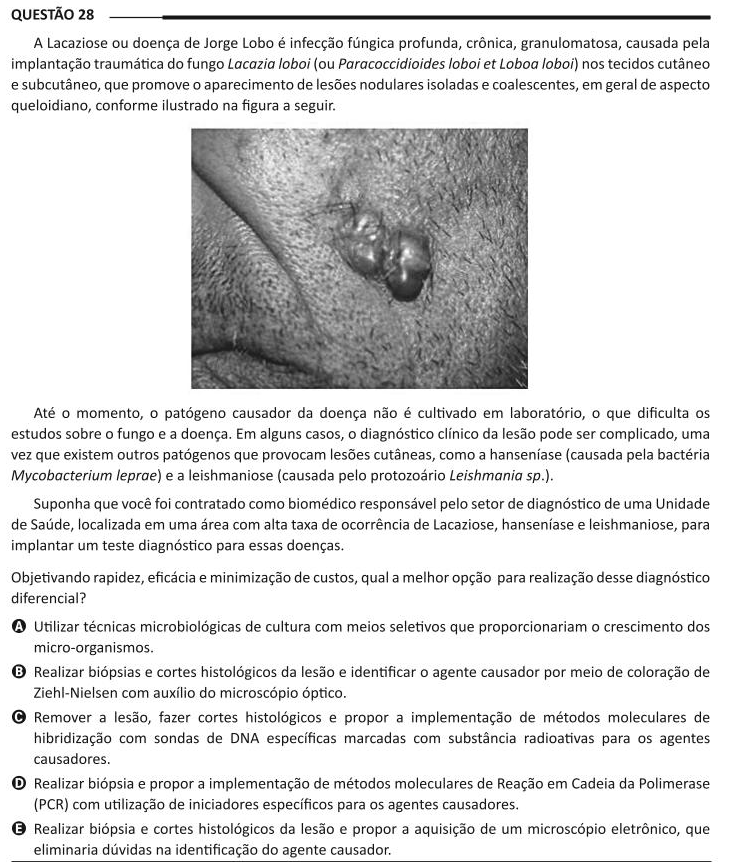 QUESTÃO 28
A Lacaziose ou doença de Jorge Lobo é infecção fúngica profunda, crônica, granulomatosa, causada pela
implantação traumática do fungo Lacazia loboi (ou Paracoccidioides loboi et Loboa loboi) nos tecidos cutâneo
e subcutâneo, que promove o aparecimento de lesões nodulares isoladas e coalescentes, em geral de aspecto
queloidiano, conforme ilustrado na figura a seguir.
Até o momento, o patógeno causador da doença não é cultivado em laboratório, o que dificulta os
estudos sobre o fungo e a doença. Em alguns casos, o diagnóstico clínico da lesão pode ser complicado, uma
vez que existem outros patógenos que provocam lesões cutâneas, como a hanseníase (causada pela bactéria
Mycobacterium leprae) e a leishmaniose (causada pelo protozoário Leishmania sp.).
Suponha que você foi contratado como biomédico responsável pelo setor de diagnóstico de uma Unidade
de Saúde, localizada em uma área com alta taxa de ocorrência de Lacaziose, hanseníase e leishmaniose, para
implantar um teste diagnóstico para essas doenças.
Objetivando rapidez, eficácia e minimização de custos, qual a melhor opção para realização desse diagnóstico
diferencial?
A Utilizar técnicas microbiológicas de cultura com meios seletivos que proporcionariam o crescimento dos
micro-organismos.
B Realizar biópsias e cortes histológicos da lesão e identificar o agente causador por meio de coloração de
Ziehl-Nielsen com auxílio do microscópio óptico.
C Remover a lesão, fazer cortes histológicos e propor a implementação de métodos moleculares de
hibridização com sondas de DNA específicas marcadas com substância radioativas para os agentes
causadores.
D Realizar biópsia e propor a implementação de métodos moleculares de Reação em Cadeia da Polimerase
(PCR) com utilização de iniciadores específicos para os agentes causadores.
E Realizar biópsia e cortes histológicos da lesão e propor a aquisição de um microscópio eletrônico, que
eliminaria dúvidas na identificação do agente causador.